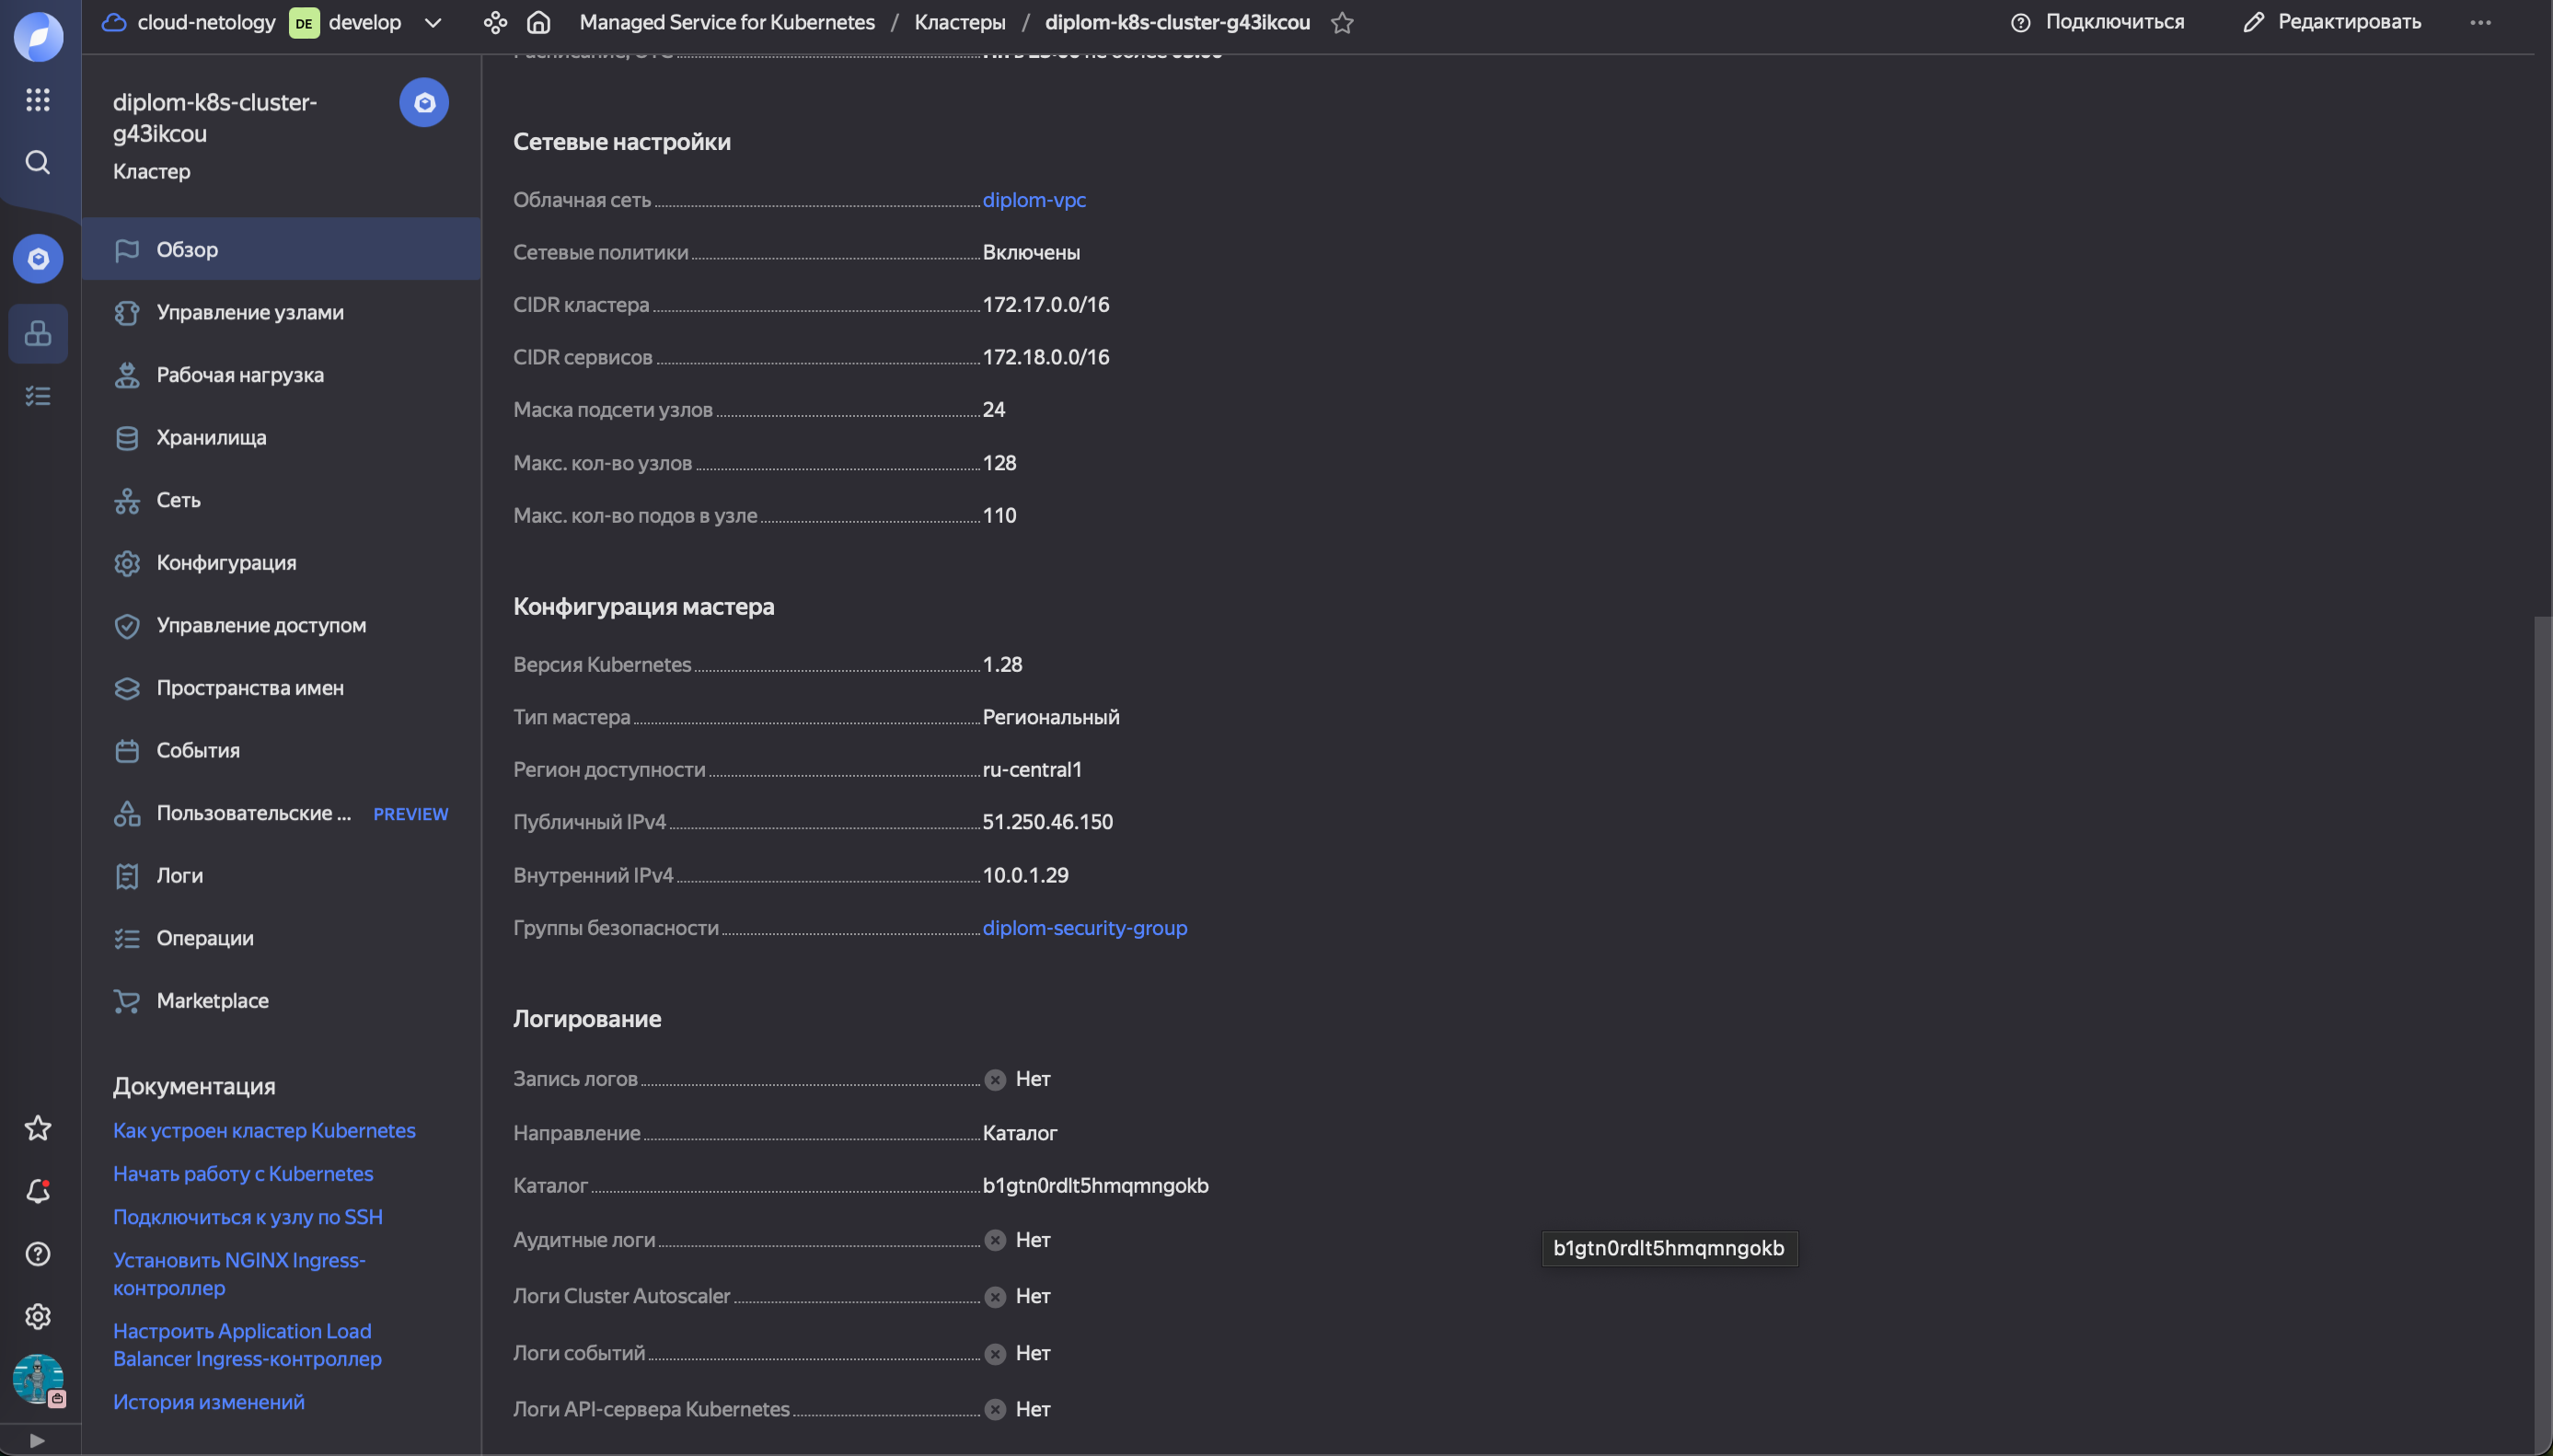 cloud-netology DE develop
Managed Service for Kubernetes / Кластеры / diplom-k8s-cluster-g43ikcou
Подключиться
Редактировать
diplom-k8s-cluster-
g43ikcou
Кластер
Обзор
Управление узлами
Рабочая нагрузка
Хранилища
Сеть
Конфигурация
Управление доступом
Пространства имен
События
Пользовательские ... PREVIEW
Логи
Операции
Marketplace
Документация
Как устроен кластер Kubernetes
Начать работу с Kubernetes
Подключиться к узлу по SSH
Установить NGINX Ingress-
контроллер
Настроить Application Load
Balancer Ingress-контроллер
История изменений
Сетевые настройки
Облачная сеть diplom-vpc
Сетевые политики Включены
CIDR кластера 172.17.0.0/16
CIDR сервисов 172.18.0.0/16
Маска подсети узлов 24
Макс. кол-во узлов 128
Макс. кол-во подов в узле 110
Конфигурация мастера
Версия Kubernetes 1.28
Тип мастера Региональный
Регион доступности ru-central1
Публичный IPv4 51.250.46.150
Внутренний IPv4 10.0.1.29
Группы безопасности diplom-security-group
Логирование
Запись логов Нет
Направление Каталог
Каталог b1gtn0rdlt5hmqmngokb
Аудитные логи Нет
b1gtn0rdlt5hmqmngokb
Логи Cluster Autoscaler Нет
Логи событий Нет
Логи API-сервера Kubernetes Нет